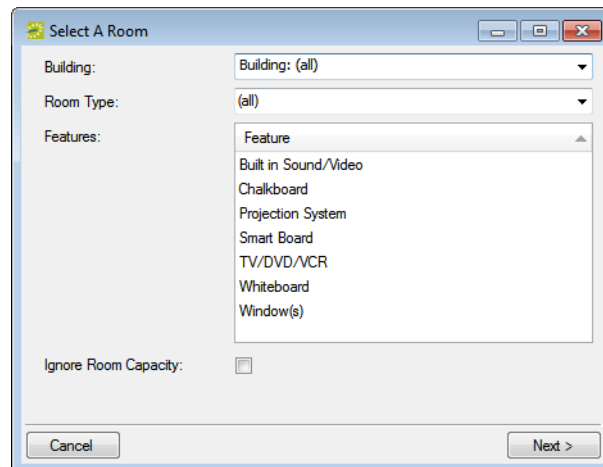 Select A Room
Building: Building: (all)
Room Type: (all)
Features: Feature
Built in Sound/Video
Chalkboard
Projection System
Smart Board
TV/DVD/VCR
Whiteboard
Window(s)
Ignore Room Capacity:
Cancel Next >